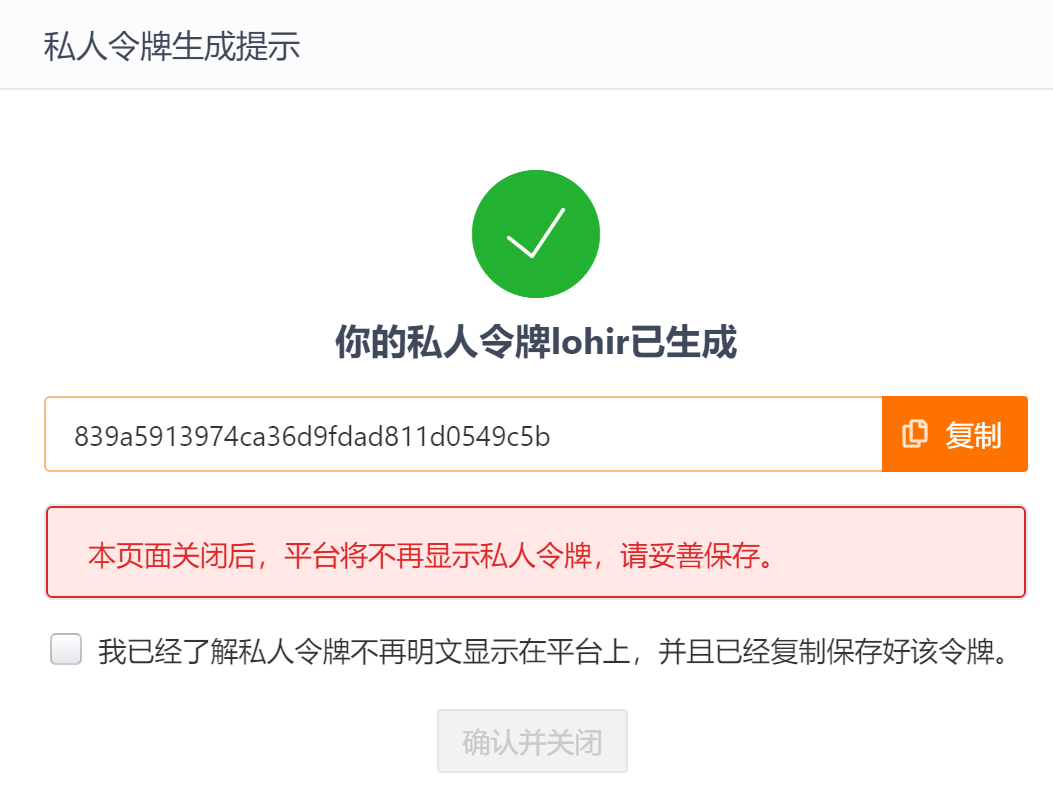 私人令牌生成提示
你的私人令牌lohir已生成
839a5913974ca36d9fdad811d0549c5b
复制
本页面关闭后，平台将不再显示私人令牌，请妥善保存。
我已经了解私人令牌不再明文显示在平台上，并且已经复制保存好该令牌。
确认并关闭